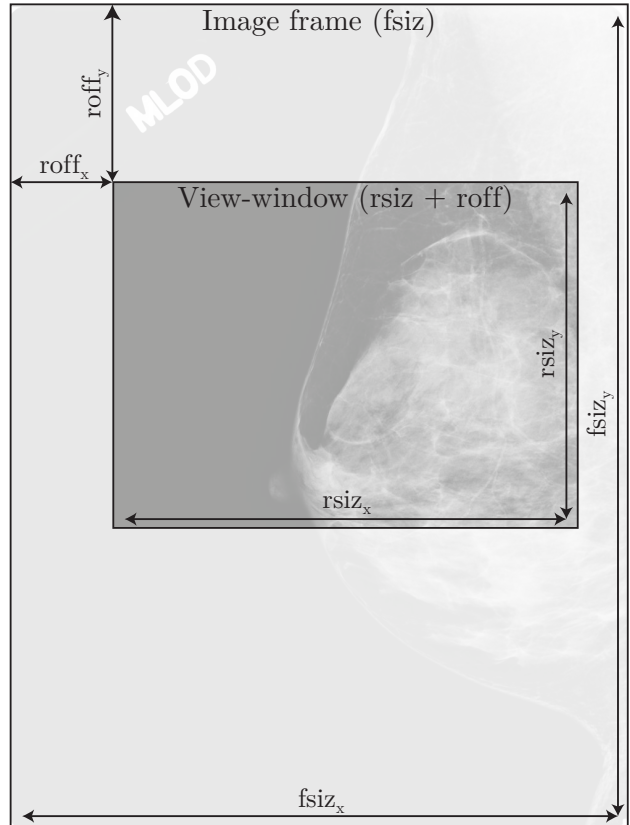 Image frame (fsiz)
roff_y
MLOD
roff_x
View-window (rsiz + roff)
rsiz_y
fsiz_y
rsiz_x
fsiz_x